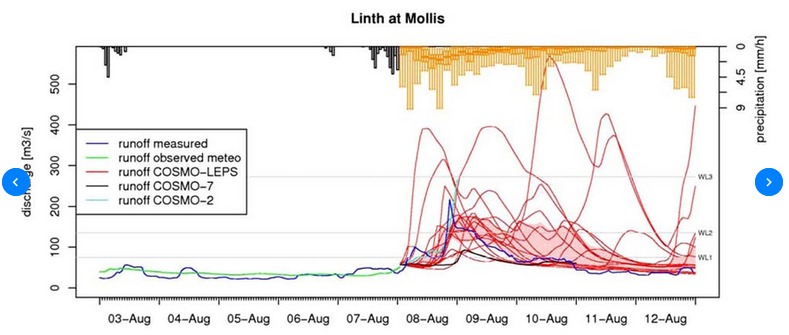 Linth at Mollis
discharge [m3/s]
500
400
300
200
100
0
runoff measured
runoff observed meteo
runoff COSMO-LEPS
runoff COSMO-7
runoff COSMO-2
0
4.5
9
precipitation [mm/h]
WL3
WL2
WL1
03-Aug 04-Aug 05-Aug 06-Aug 07-Aug 08-Aug 09-Aug 10-Aug 11-Aug 12-Aug